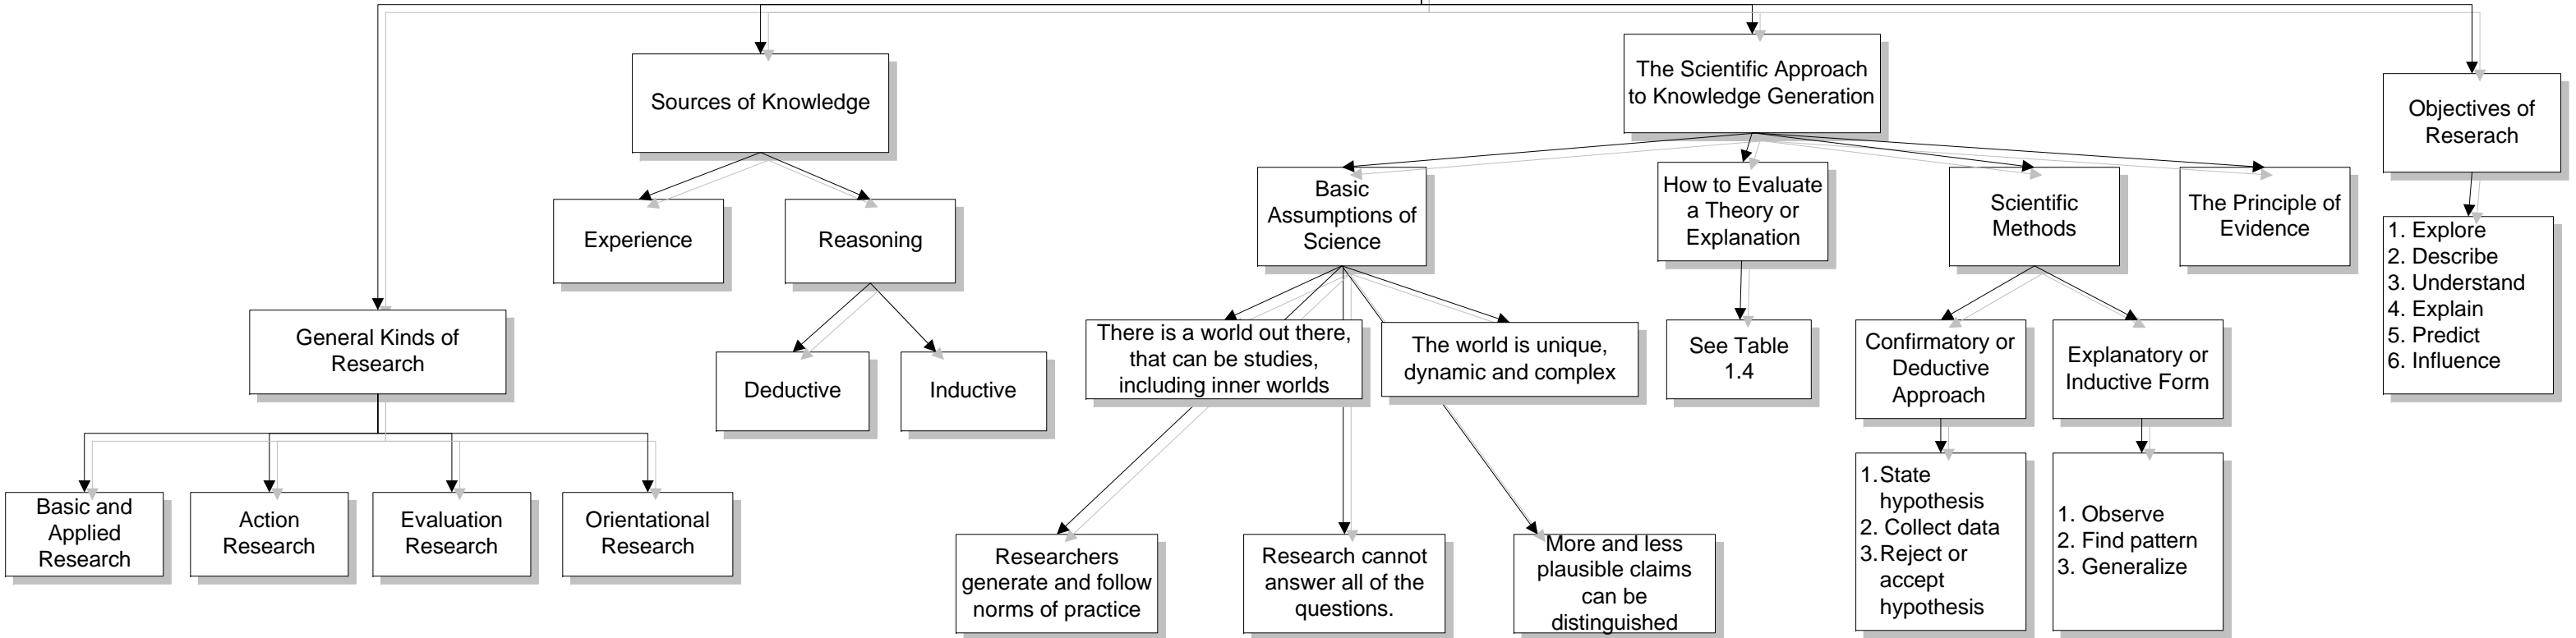 Sources of Knowledge
The Scientific Approach
to Knowledge Generation
Objectives of
Reserach
Experience
Reasoning
Basic
Assumptions of
Science
How to Evaluate
a Theory or
Explanation
Scientific
Methods
The Principle of
Evidence
1. Explore
2. Describe
3. Understand
4. Explain
5. Predict
6. Influence
General Kinds of
Research
Deductive
Inductive
There is a world out there,
that can be studies,
including inner worlds
The world is unique,
dynamic and complex
See Table
1.4
Confirmatory or
Deductive
Approach
Explanatory or
Inductive Form
Basic and
Applied
Research
Action
Research
Evaluation
Research
Orientational
Research
Researchers
generate and follow
norms of practice
Research cannot
answer all of the
questions.
More and less
plausible claims
can be
distinguished
1.State
hypothesis
2. Collect data
3.Reject or
accept
hypothesis
1. Observe
2. Find pattern
3. Generalize